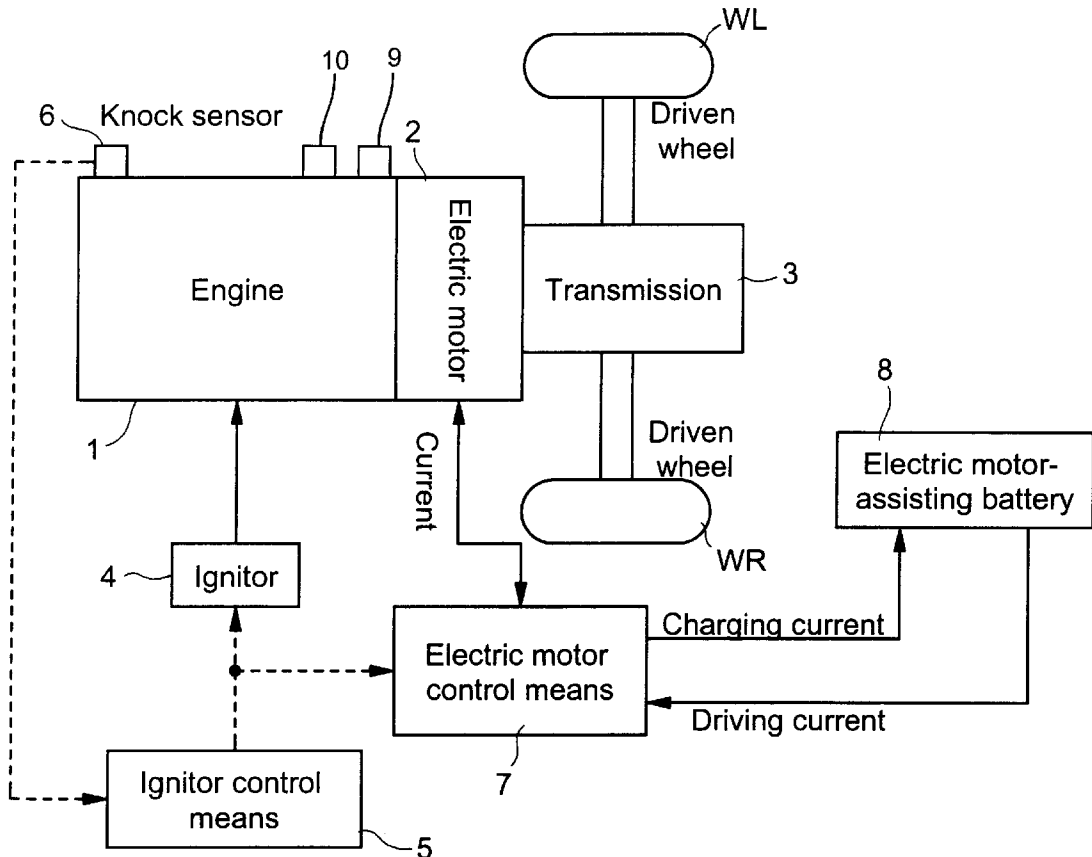 WL
10
9
6
Knock sensor
2
Driven
wheel
Engine
Electric motor
Transmission
3
1
Current
Driven
wheel
8
Electric motor-
assisting battery
WR
4
Ignitor
Charging current
Electric motor
control means
Driving current
7
Ignitor control
means
5